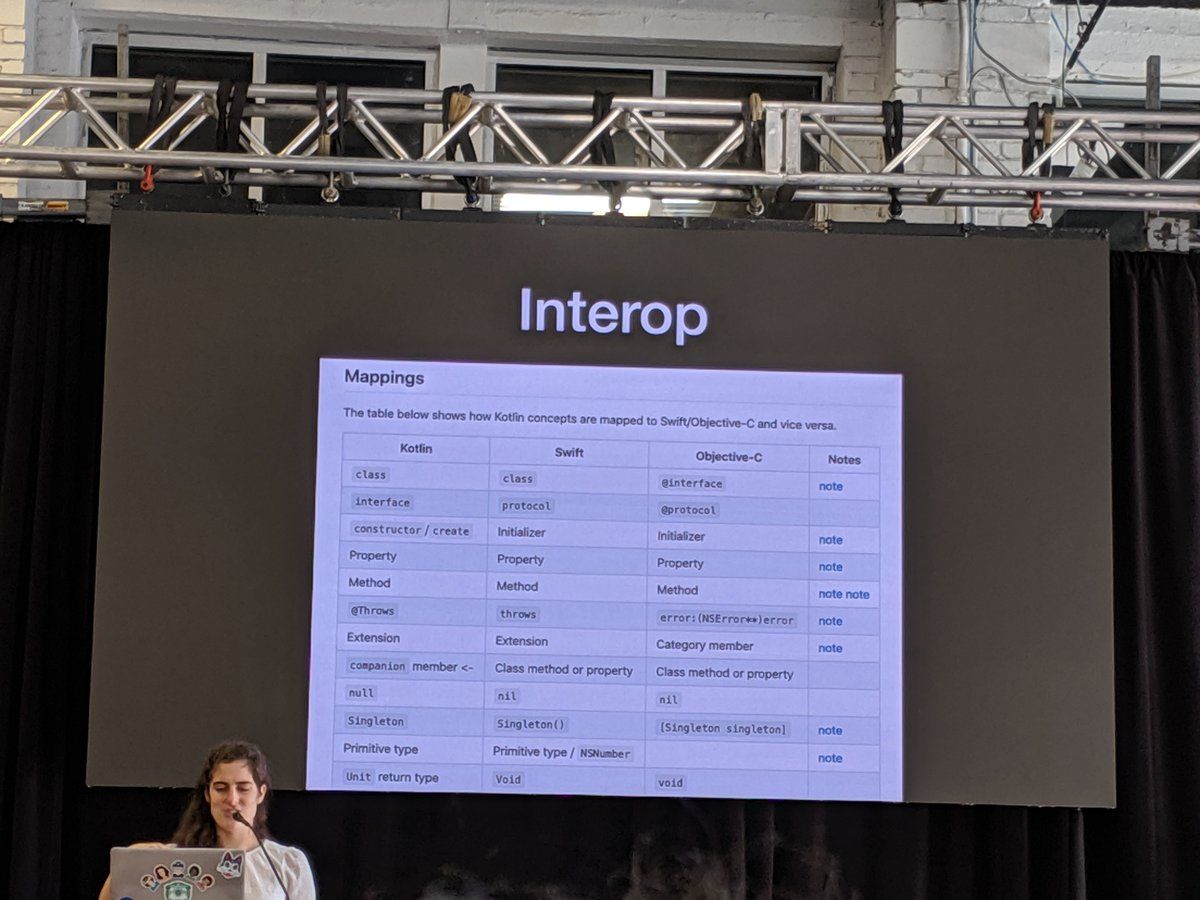 Interop
Mappings
The table below shows how Kotlin concepts are mapped to Swift/Objective-C and vice versa.
Kotlin Swift Objective-C Notes
class class @interface note
interface protocol @protocol
constructor / create Initializer Initializer note
Property Property Property note
Method Method Method note note
@Throws throws error:(NSError**)error note
Extension Extension Category member note
companion member <- Class method or property Class method or property
null nil nil
Singleton Singleton() [Singleton singleton] note
Primitive type Primitive type / NSNumber note
Unit return type Void void